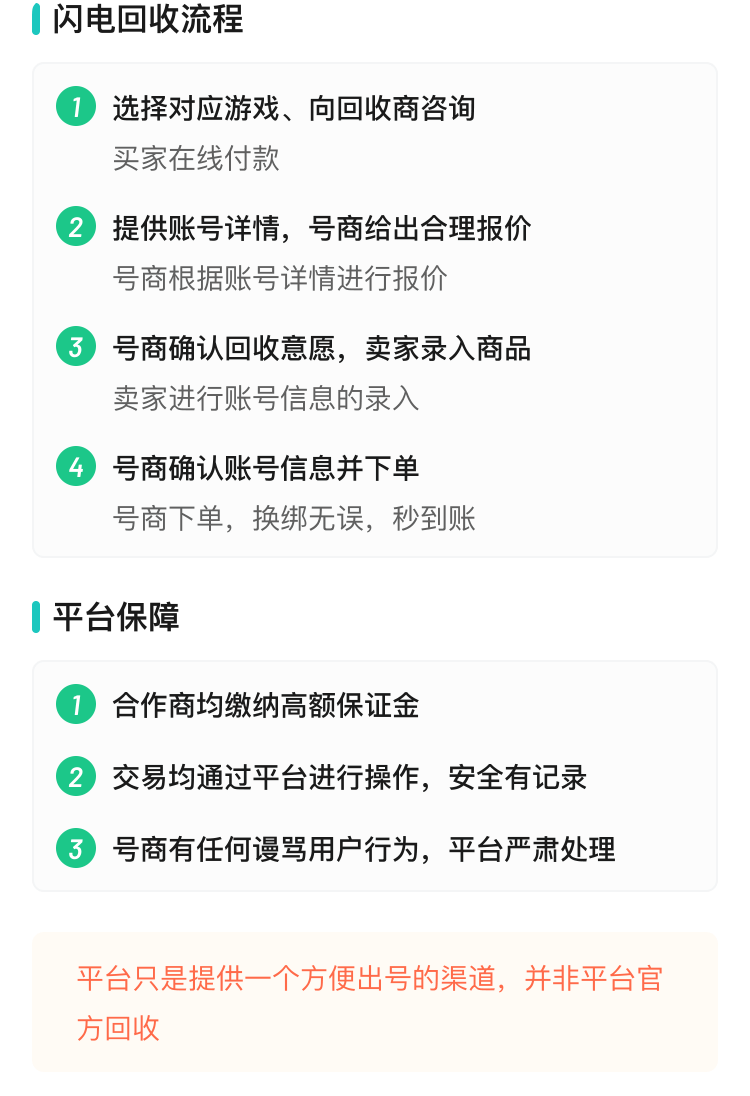 闪电回收流程
1 选择对应游戏、向回收商咨询
买家在线付款
2 提供账号详情，号商给出合理报价
号商根据账号详情进行报价
3 号商确认回收意愿，卖家录入商品
卖家进行账号信息的录入
4 号商确认账号信息并下单
号商下单，换绑无误，秒到账
平台保障
1 合作商均缴纳高额保证金
2 交易均通过平台进行操作，安全有记录
3 号商有任何谩骂用户行为，平台严肃处理
平台只是提供一个方便出号的渠道，并非平台官
方回收